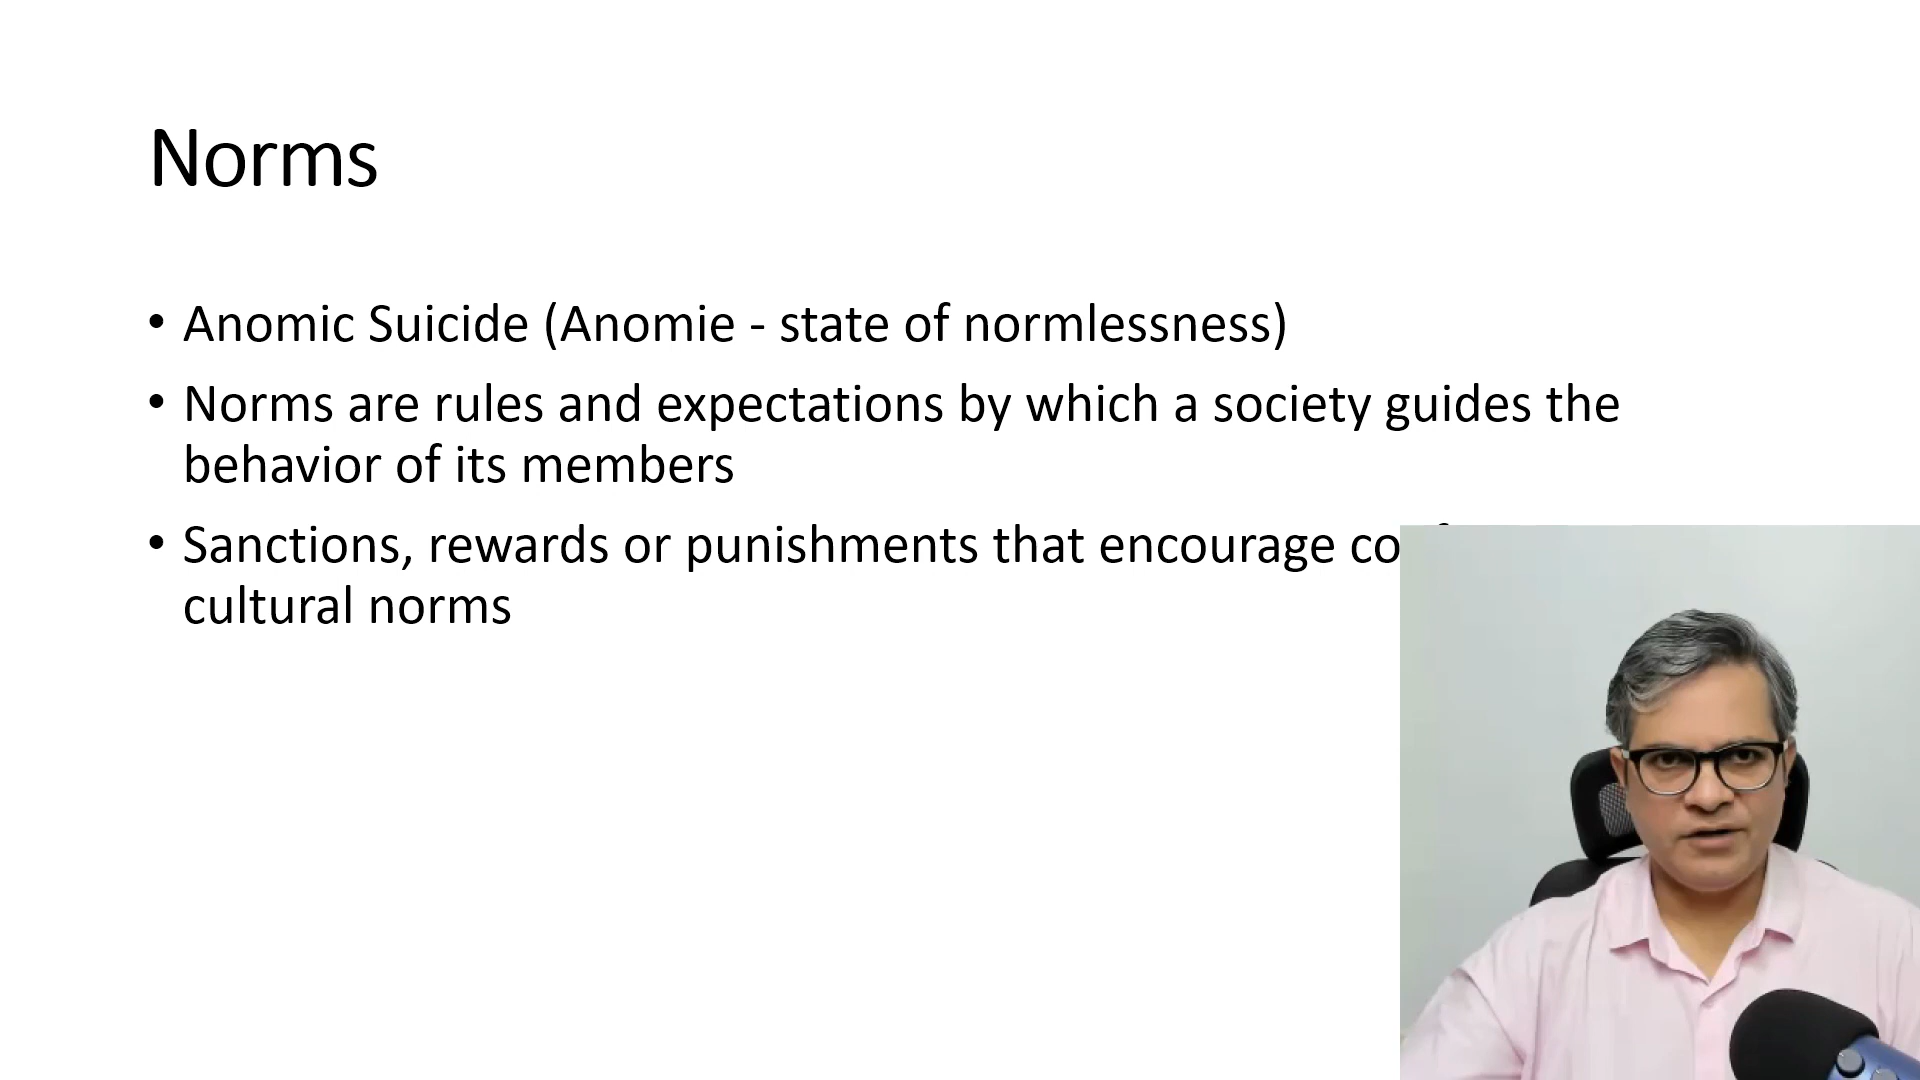 Norms
• Anomic Suicide (Anomie - state of normlessness)
• Norms are rules and expectations by which a society guides the
behavior of its members
• Sanctions, rewards or punishments that encourage
cultural norms